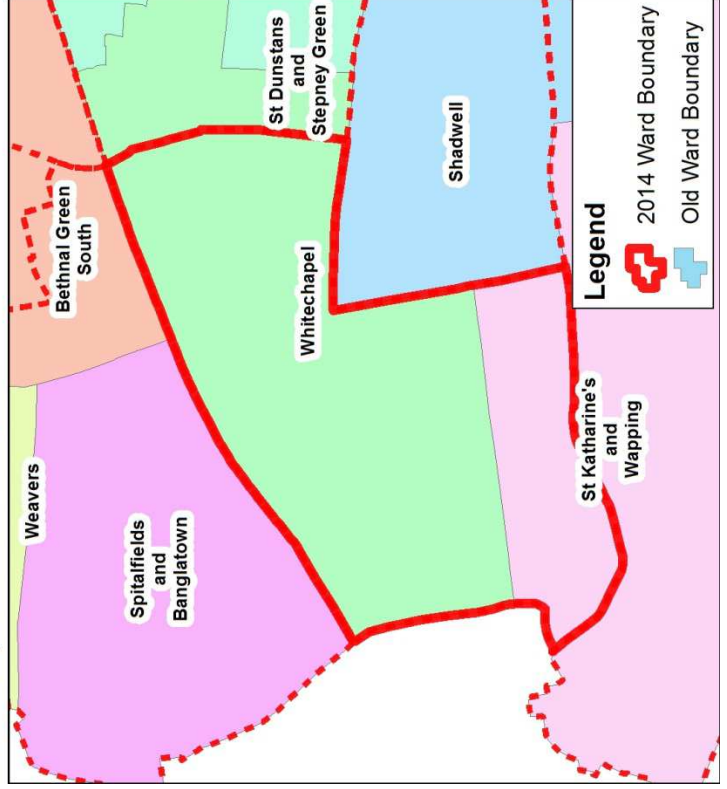 Weavers
Bethnal Green
South
Spitalfields
and
Banglatown
St Dunstans
and
Stepney Green
Whitechapel
Shadwell
St Katharine's
and
Wapping
Legend
2014 Ward Boundary
Old Ward Boundary